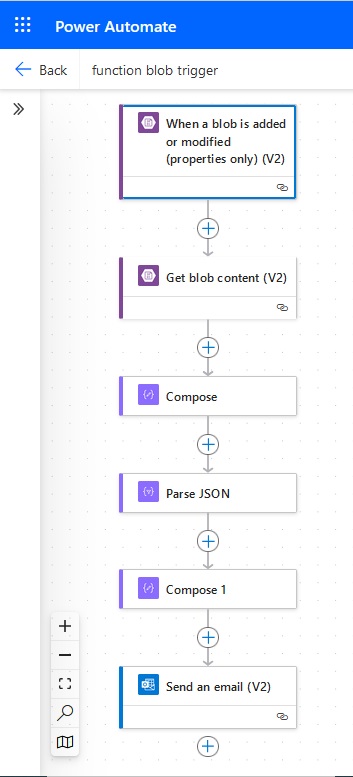 Power Automate
Back function blob trigger
When a blob is added
or modified
(properties only) (V2)
Get blob content (V2)
Compose
Parse JSON
Compose 1
Send an email (V2)